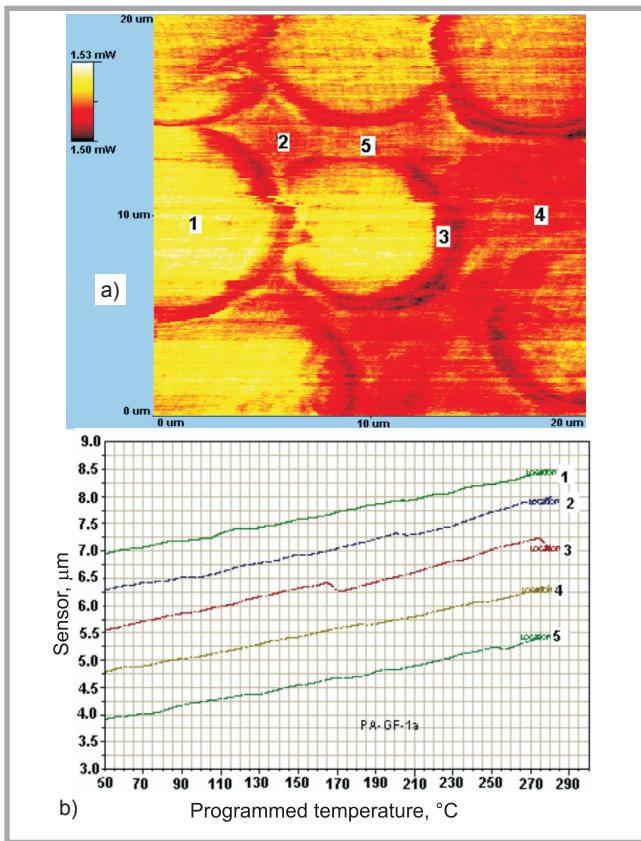 20 um
a)
1.53 mW
1.50 mW
2
5
1
10 um
3
4
0 um
0 um 10 um 20 um
9.0
8.5
8.0
7.5
7.0
6.5
6.0
5.5
5.0
4.5
4.0
3.5
3.0
Sensor, μm
Location 1
Location 2
Location 3
Location 4
Location 5
PA-GF-1a
50 70 90 110 130 150 170 190 210 230 250 270 290
b) Programmed temperature, °C